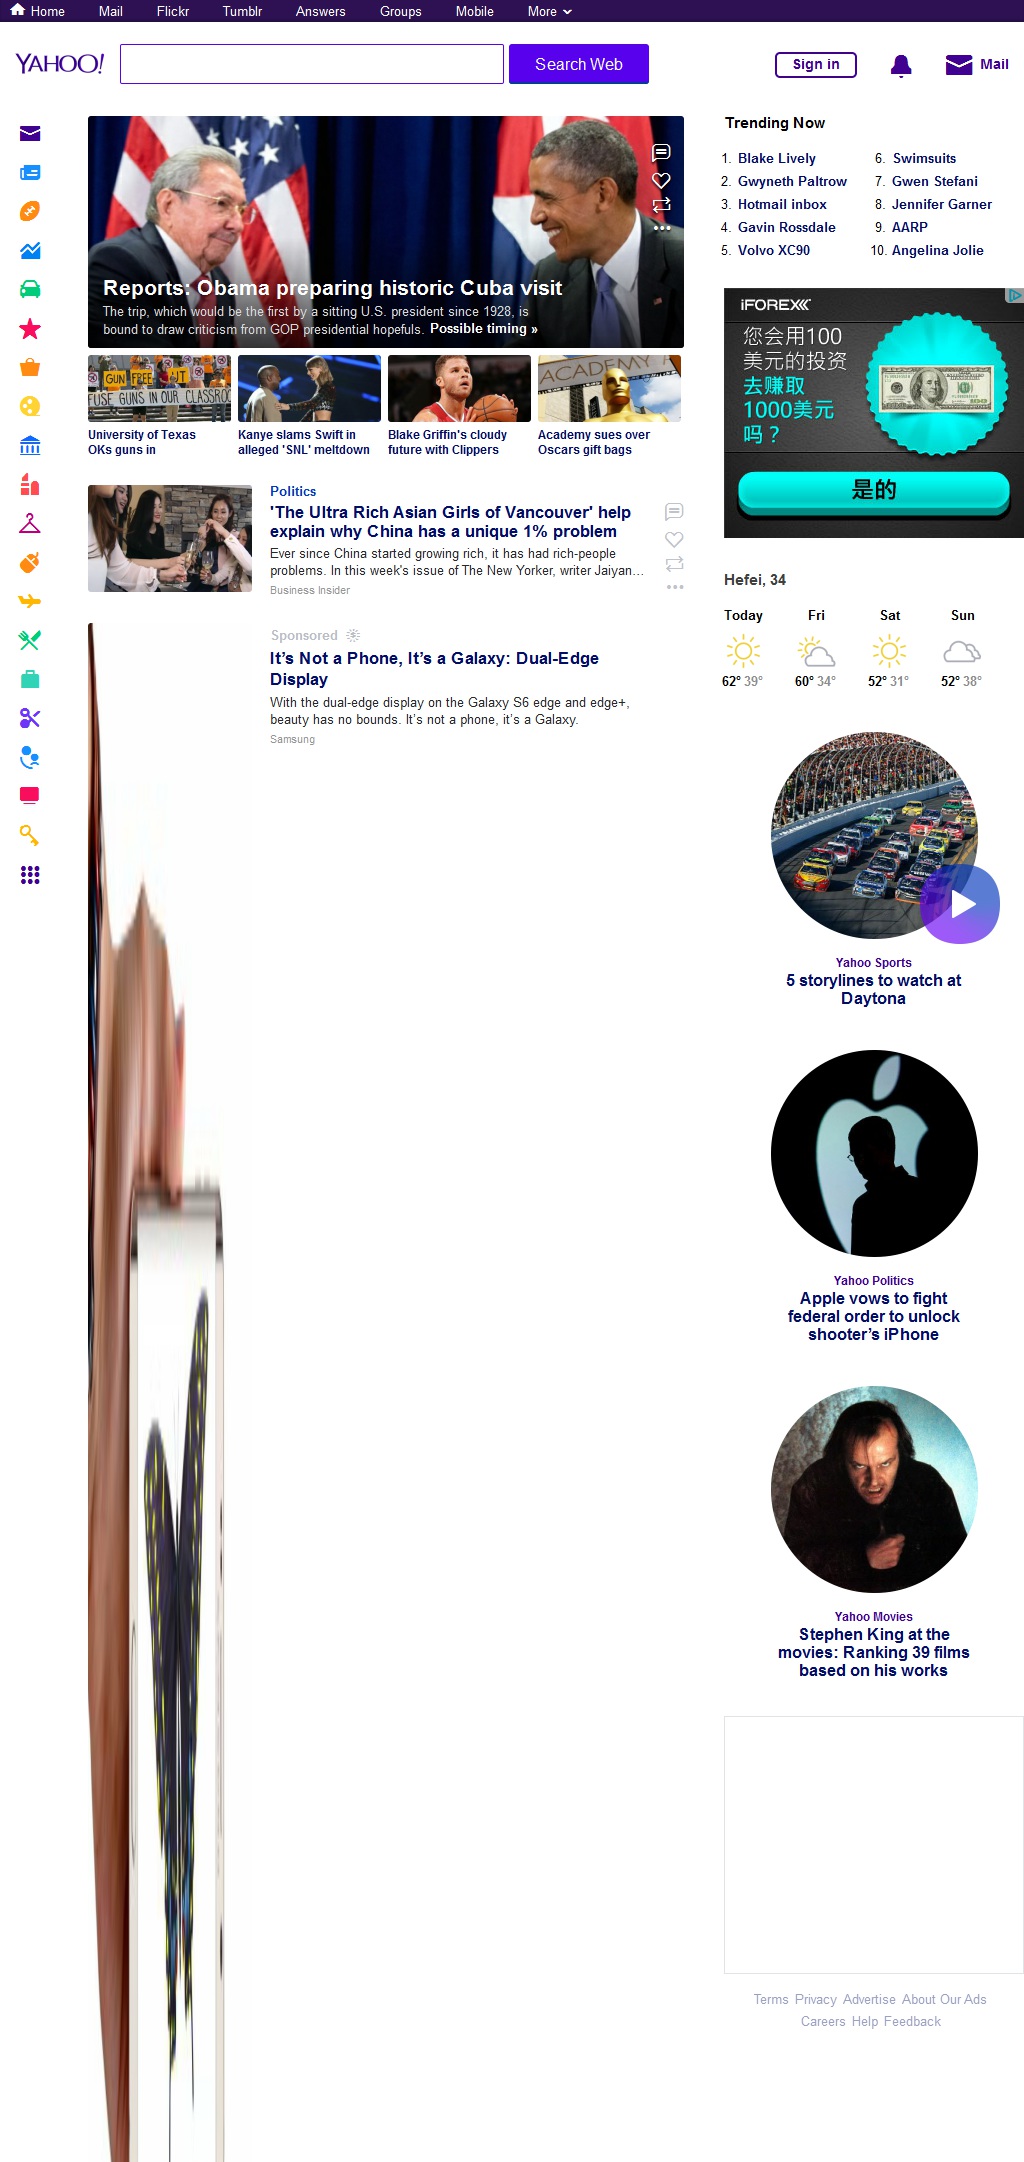 Home Mail Flickr Tumblr Answers Groups Mobile More
YAHOO!
Search Web
Sign in
Mail
Reports: Obama preparing historic Cuba visit
The trip, which would be the first by a sitting U.S. president since 1928, is
bound to draw criticism from GOP presidential hopefuls. Possible timing »
GUN FREE UT
FUSE GUNS IN OUR CLASSROO
ACADEMY
University of Texas
OKs guns in
Kanye slams Swift in
alleged 'SNL' meltdown
Blake Griffin's cloudy
future with Clippers
Academy sues over
Oscars gift bags
Politics
'The Ultra Rich Asian Girls of Vancouver' help
explain why China has a unique 1% problem
Ever since China started growing rich, it has had rich-people
problems. In this week's issue of The New Yorker, writer Jaiyan...
Business Insider
Sponsored
It’s Not a Phone, It’s a Galaxy: Dual-Edge
Display
With the dual-edge display on the Galaxy S6 edge and edge+,
beauty has no bounds. It’s not a phone, it’s a Galaxy.
Samsung
Trending Now
1. Blake Lively
2. Gwyneth Paltrow
3. Hotmail inbox
4. Gavin Rossdale
5. Volvo XC90
6. Swimsuits
7. Gwen Stefani
8. Jennifer Garner
9. AARP
10. Angelina Jolie
iFOREX
您会用100
美元的投资
去赚取
1000美元
吗？
是的
Hefei, 34
Today Fri Sat Sun
62° 39° 60° 34° 52° 31° 52° 38°
Yahoo Sports
5 storylines to watch at
Daytona
Yahoo Politics
Apple vows to fight
federal order to unlock
shooter’s iPhone
Yahoo Movies
Stephen King at the
movies: Ranking 39 films
based on his works
Terms Privacy Advertise About Our Ads
Careers Help Feedback